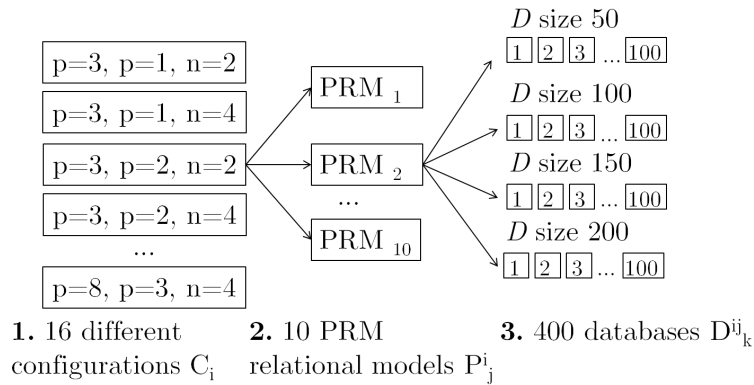 p=3, p=1, n=2
p=3, p=1, n=4
p=3, p=2, n=2
p=3, p=2, n=4
...
p=8, p=3, n=4
1. 16 different
configurations Ci
PRM 1
PRM 2
...
PRM 10
2. 10 PRM
relational models Pij
D size 50
1 2 3 ... 100
D size 100
1 2 3 ... 100
D size 150
1 2 3 ... 100
D size 200
1 2 3 ... 100
3. 400 databases Dijk